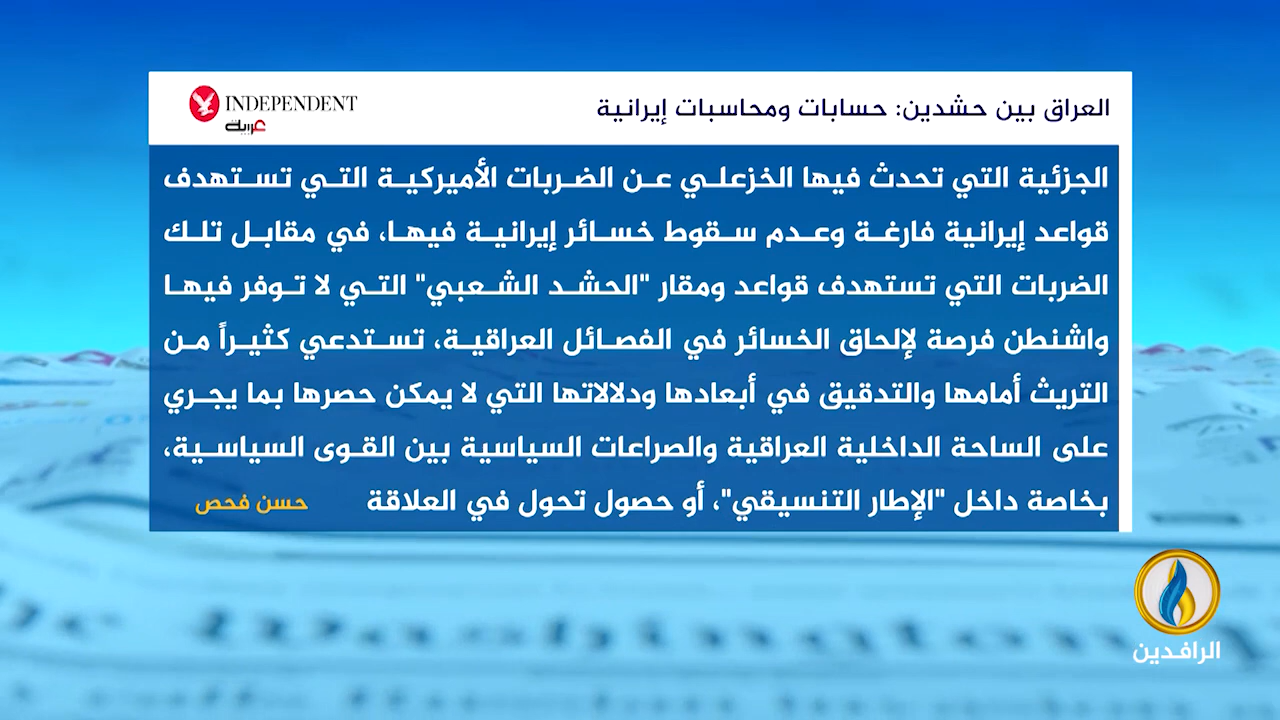 INDEPENDENT
عربية
العراق بين حشدين: حسابات ومحاسبات إيرانية
الجزئية التي تحدث فيها الخزعلي عن الضربات الأميركية التي تستهدف
قواعد إيرانية فارغة وعدم سقوط خسائر إيرانية فيها، في مقابل تلك
الضربات التي تستهدف قواعد ومقار "الحشد الشعبي" التي لا توفر فيها
واشنطن فرصة لإلحاق الخسائر في الفصائل العراقية، تستدعي كثيراً من
التريث أمامها والتدقيق في أبعادها ودلالاتها التي لا يمكن حصرها بما يجري
على الساحة الداخلية العراقية والصراعات السياسية بين القوى السياسية،
بخاصة داخل "الإطار التنسيقي"، أو حصول تحول في العلاقة
حسن فحص
الرافدين